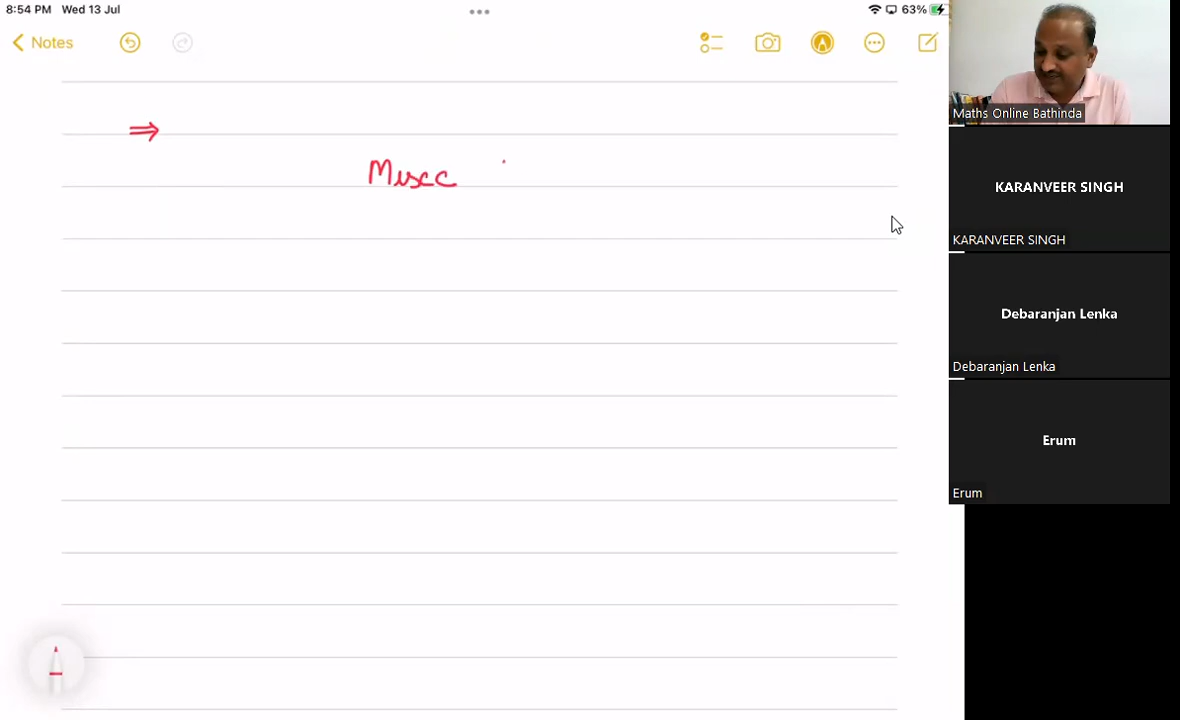 8:54 PM Wed 13 Jul
63%
Notes
⇒
Miscc
Maths Online Bathinda
KARANVEER SINGH
KARANVEER SINGH
Debaranjan Lenka
Debaranjan Lenka
Erum
Erum